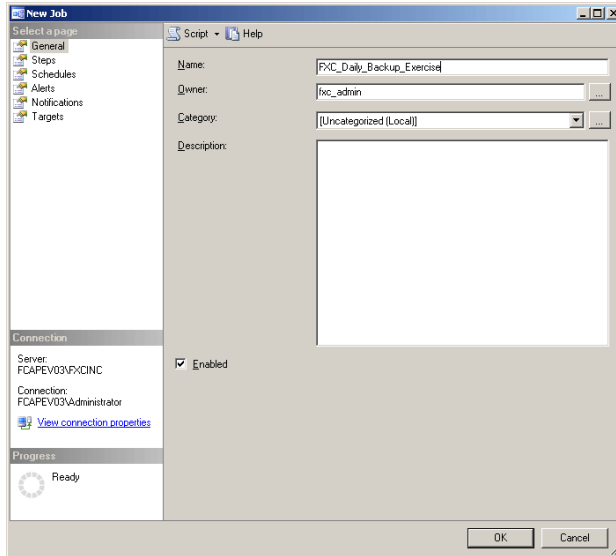 New Job
Select a page
General
Steps
Schedules
Alerts
Notifications
Targets
Script Help
Name: FXC_Daily_Backup_Exercise
Owner: fxc_admin ...
Category: [Uncategorized (Local)] ...
Description:
Enabled
Connection
Server:
FCAPEV03\FXCINC
Connection:
FCAPEV03\Administrator
View connection properties
Progress
Ready
OK Cancel